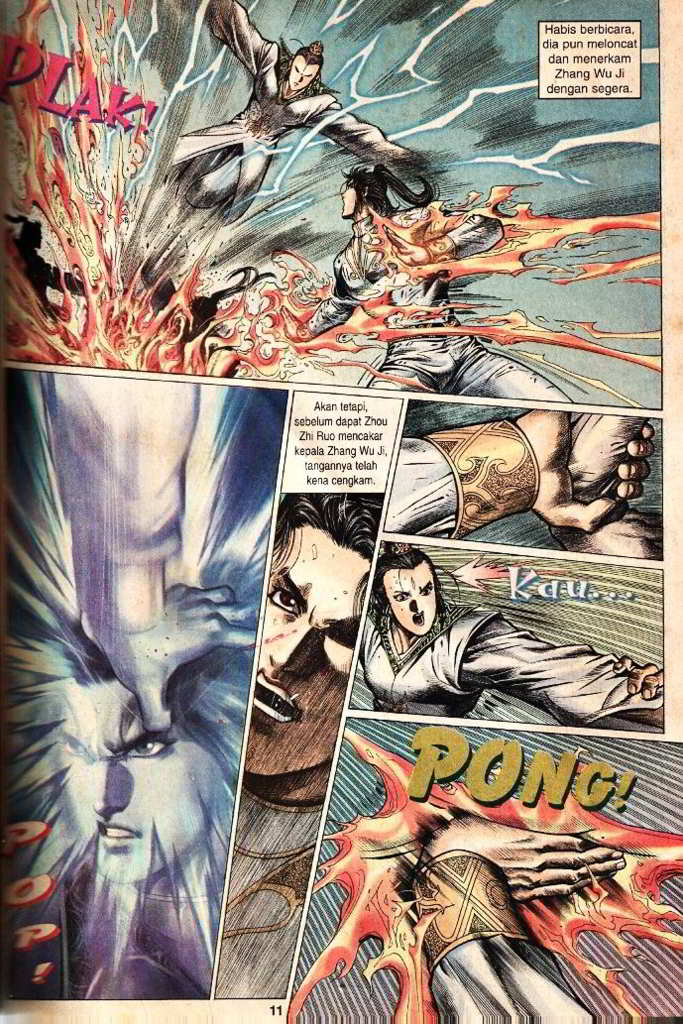 PLAK!
Habis berbicara,
dia pun meloncat
dan menerkam
Zhang Wu Ji
dengan segera.
Akan tetapi,
sebelum dapat Zhou
Zhi Ruo mencakar
kepala Zhang Wu Ji,
tangannya telah
kena cengkam.
Kau...
PONG!
POP!
11